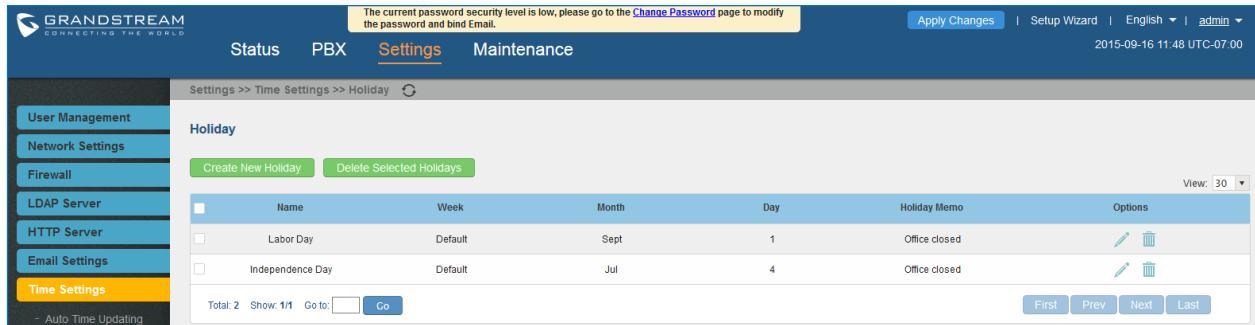 GRANDSTREAM
CONNECTING THE WORLD
The current password security level is low, please go to the Change Password page to modify
the password and bind Email.
Apply Changes | Setup Wizard | English | admin
Status PBX Settings Maintenance
2015-09-16 11:48 UTC-07:00
Settings >> Time Settings >> Holiday
User Management
Network Settings
Firewall
LDAP Server
HTTP Server
Email Settings
Time Settings
- Auto Time Updating
Holiday
Create New Holiday Delete Selected Holidays
View: 30
Name Week Month Day Holiday Memo Options
Labor Day Default Sept 1 Office closed
Independence Day Default Jul 4 Office closed
Total: 2 Show: 1/1 Go to: Go
First Prev Next Last